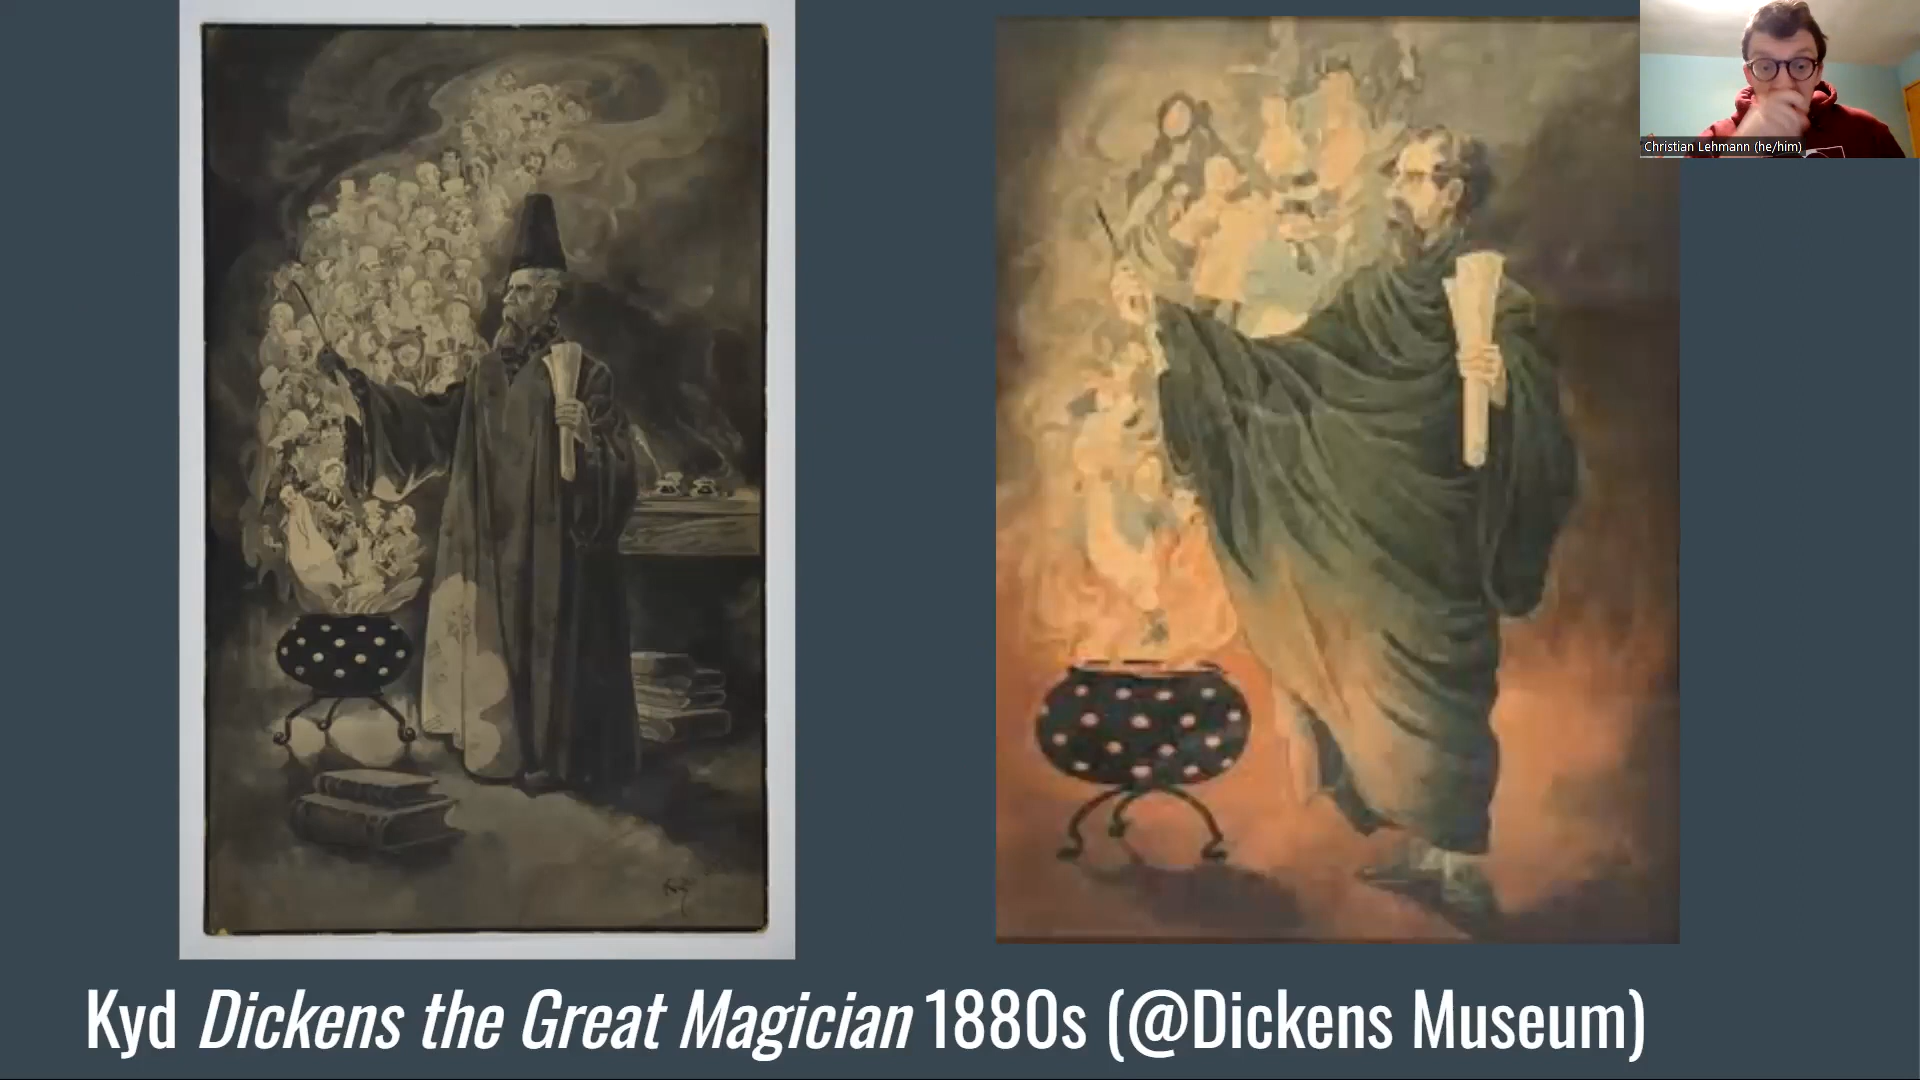 Christian Lehmann (he/him)
Kyd Dickens the Great Magician 1880s (@Dickens Museum)